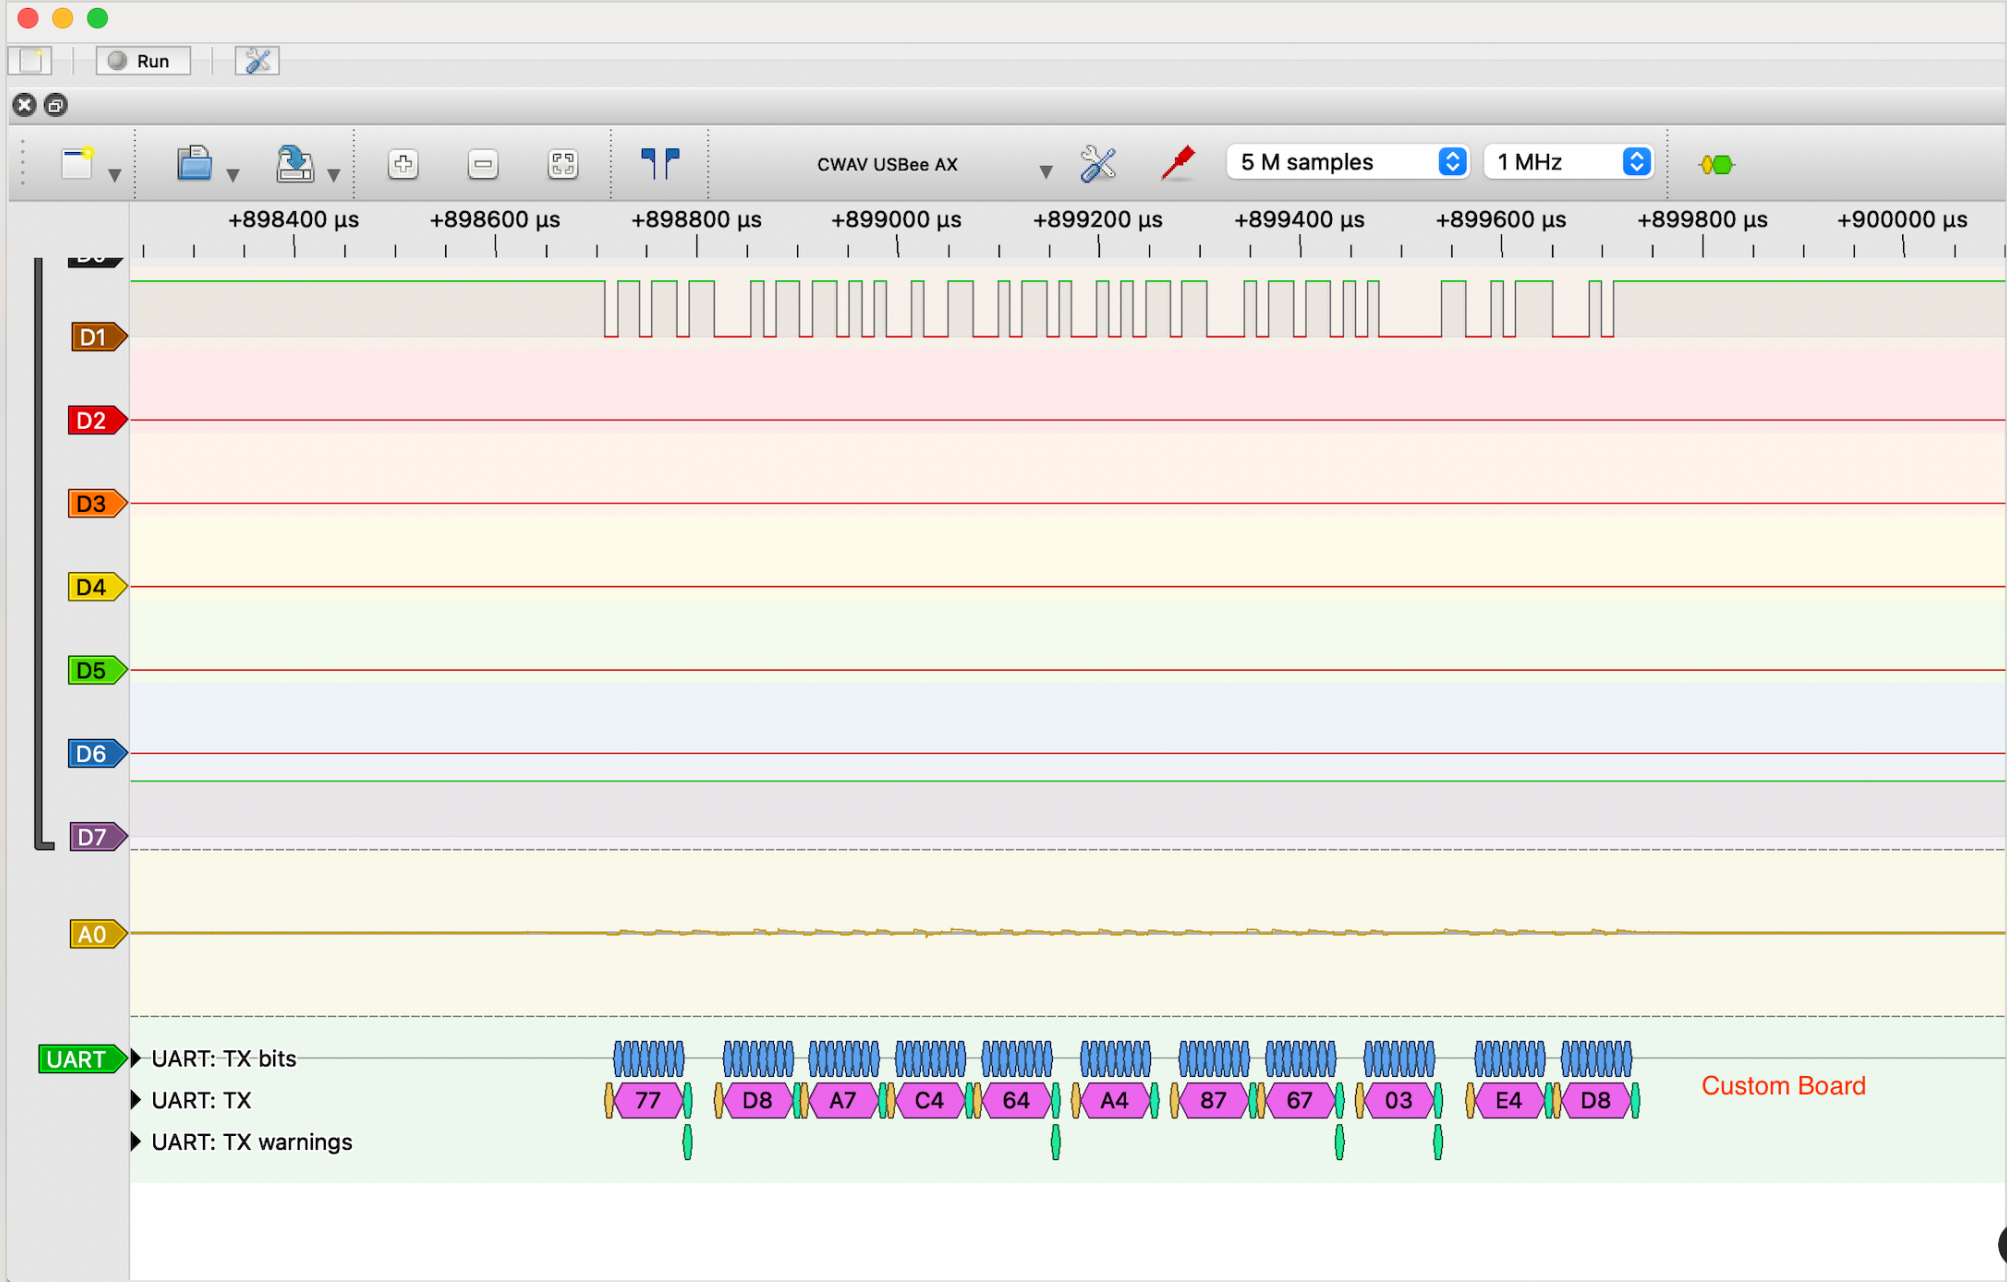 Run
CWAV USBee AX
5 M samples
1 MHz
+898400 µs +898600 µs +898800 µs +899000 µs +899200 µs +899400 µs +899600 µs +899800 µs +900000 µs
D1
D2
D3
D4
D5
D6
D7
A0
UART
UART: TX bits
UART: TX 77 D8 A7 C4 64 A4 87 67 03 E4 D8
Custom Board
UART: TX warnings